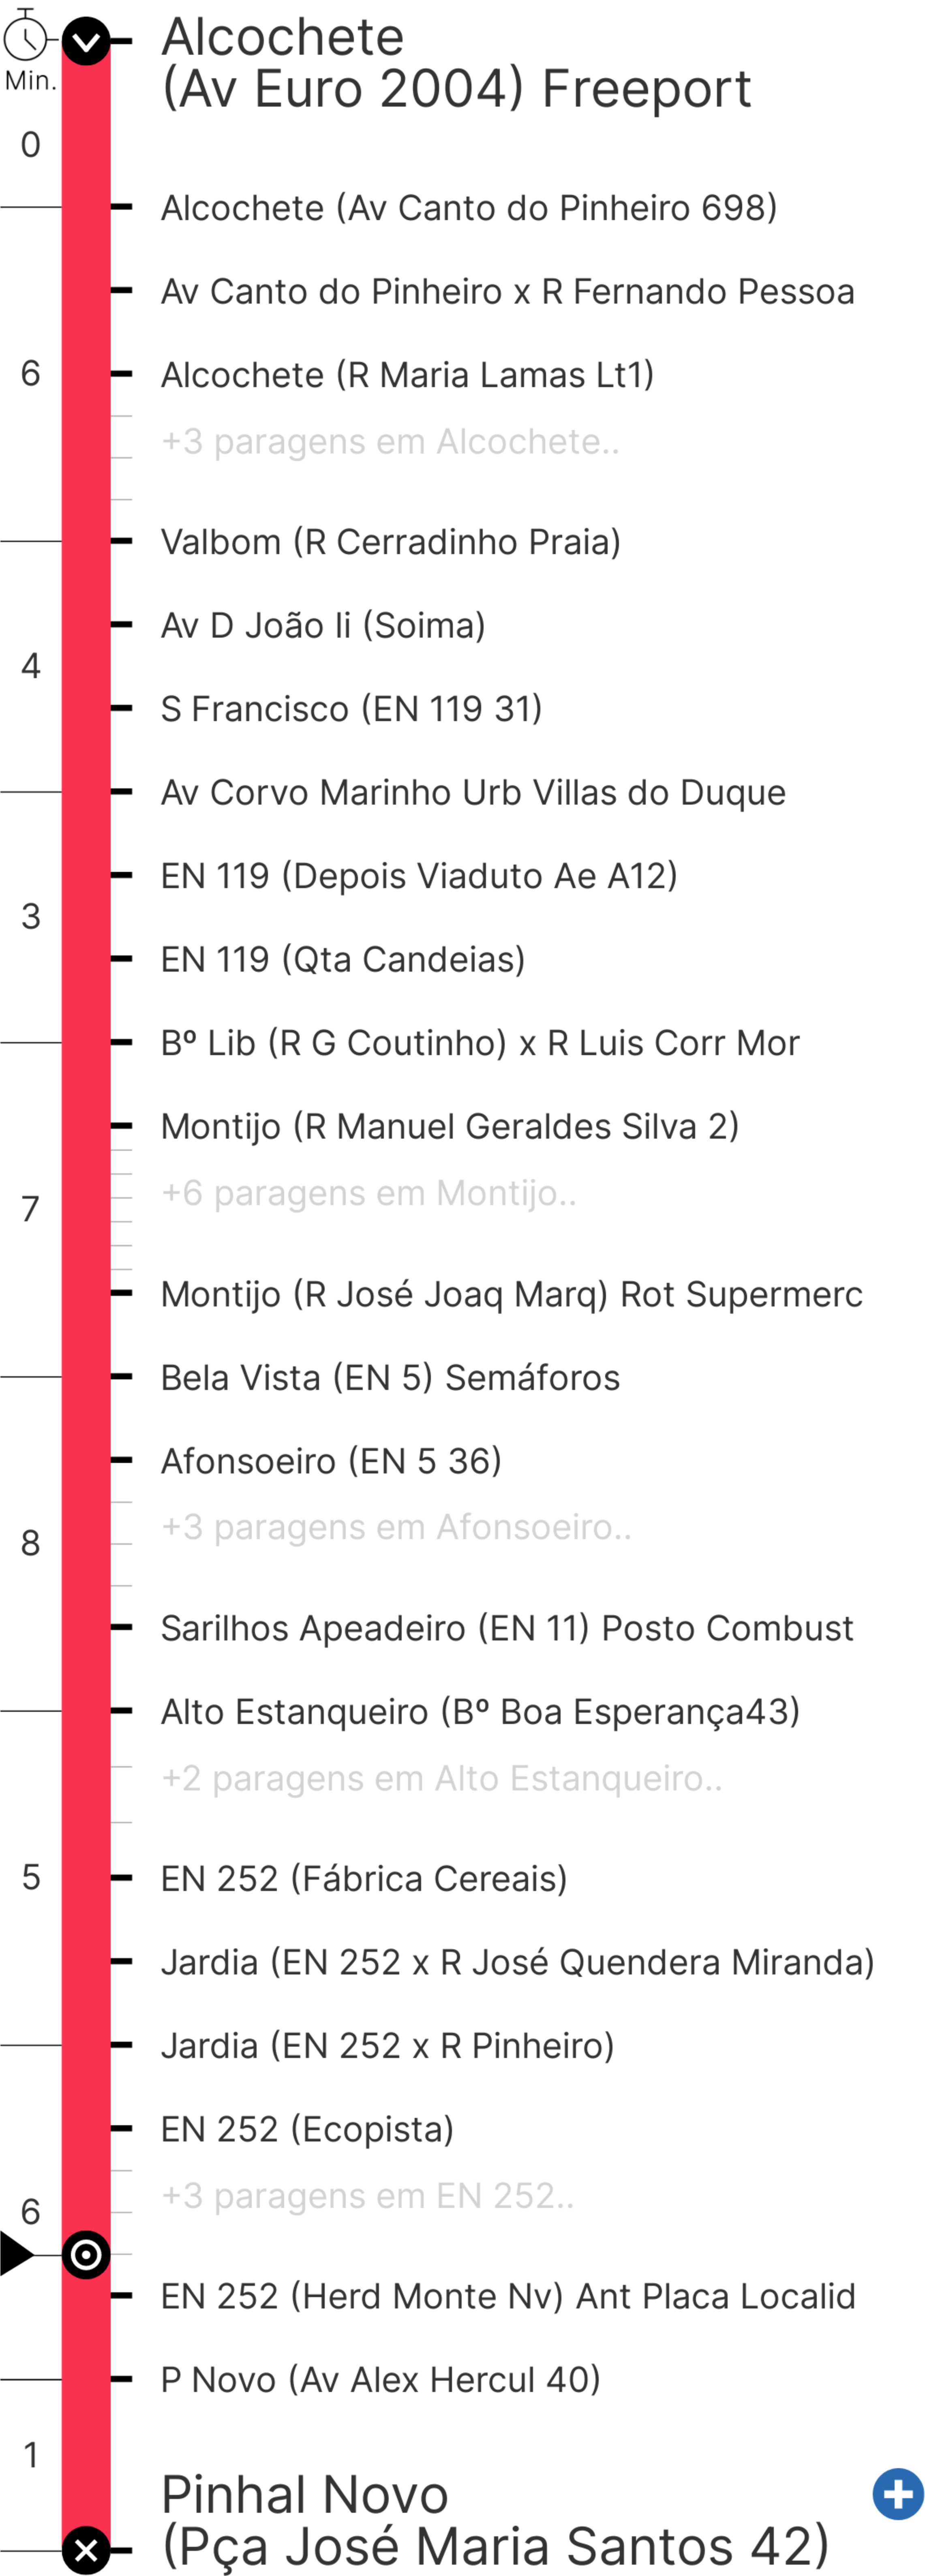 Alcochete
(Av Euro 2004) Freeport
Min.
0
Alcochete (Av Canto do Pinheiro 698)
Av Canto do Pinheiro x R Fernando Pessoa
6
Alcochete (R Maria Lamas Lt1)
+3 paragens em Alcochete..
Valbom (R Cerradinho Praia)
Av D João Ii (Soima)
4
S Francisco (EN 119 31)
Av Corvo Marinho Urb Villas do Duque
EN 119 (Depois Viaduto Ae A12)
3
EN 119 (Qta Candeias)
Bº Lib (R G Coutinho) x R Luis Corr Mor
Montijo (R Manuel Geraldes Silva 2)
+6 paragens em Montijo..
7
Montijo (R José Joaq Marq) Rot Supermerc
Bela Vista (EN 5) Semáforos
Afonsoeiro (EN 5 36)
+3 paragens em Afonsoeiro..
8
Sarilhos Apeadeiro (EN 11) Posto Combust
Alto Estanqueiro (Bº Boa Esperança43)
+2 paragens em Alto Estanqueiro..
5
EN 252 (Fábrica Cereais)
Jardia (EN 252 x R José Quendera Miranda)
Jardia (EN 252 x R Pinheiro)
EN 252 (Ecopista)
+3 paragens em EN 252..
6
EN 252 (Herd Monte Nv) Ant Placa Localid
P Novo (Av Alex Hercul 40)
1
Pinhal Novo
(Pça José Maria Santos 42)